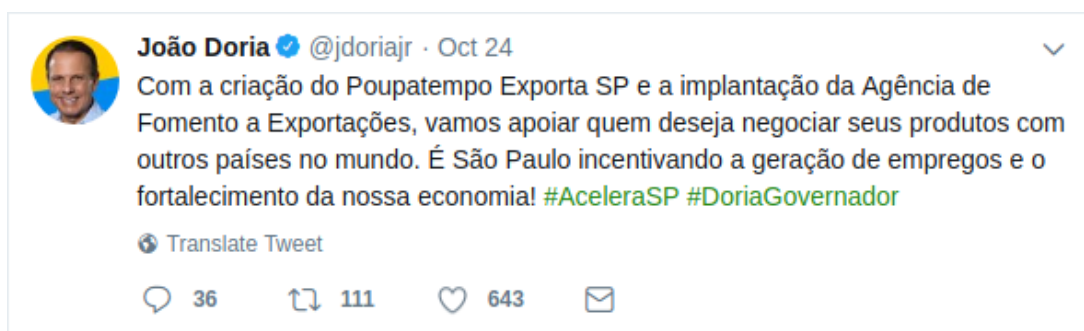 João Doria @jdoriajr · Oct 24
Com a criação do Poupatempo Exporta SP e a implantação da Agência de
Fomento a Exportações, vamos apoiar quem deseja negociar seus produtos com
outros países no mundo. É São Paulo incentivando a geração de empregos e o
fortalecimento da nossa economia! #AceleraSP #DoriaGovernador
Translate Tweet
36 111 643